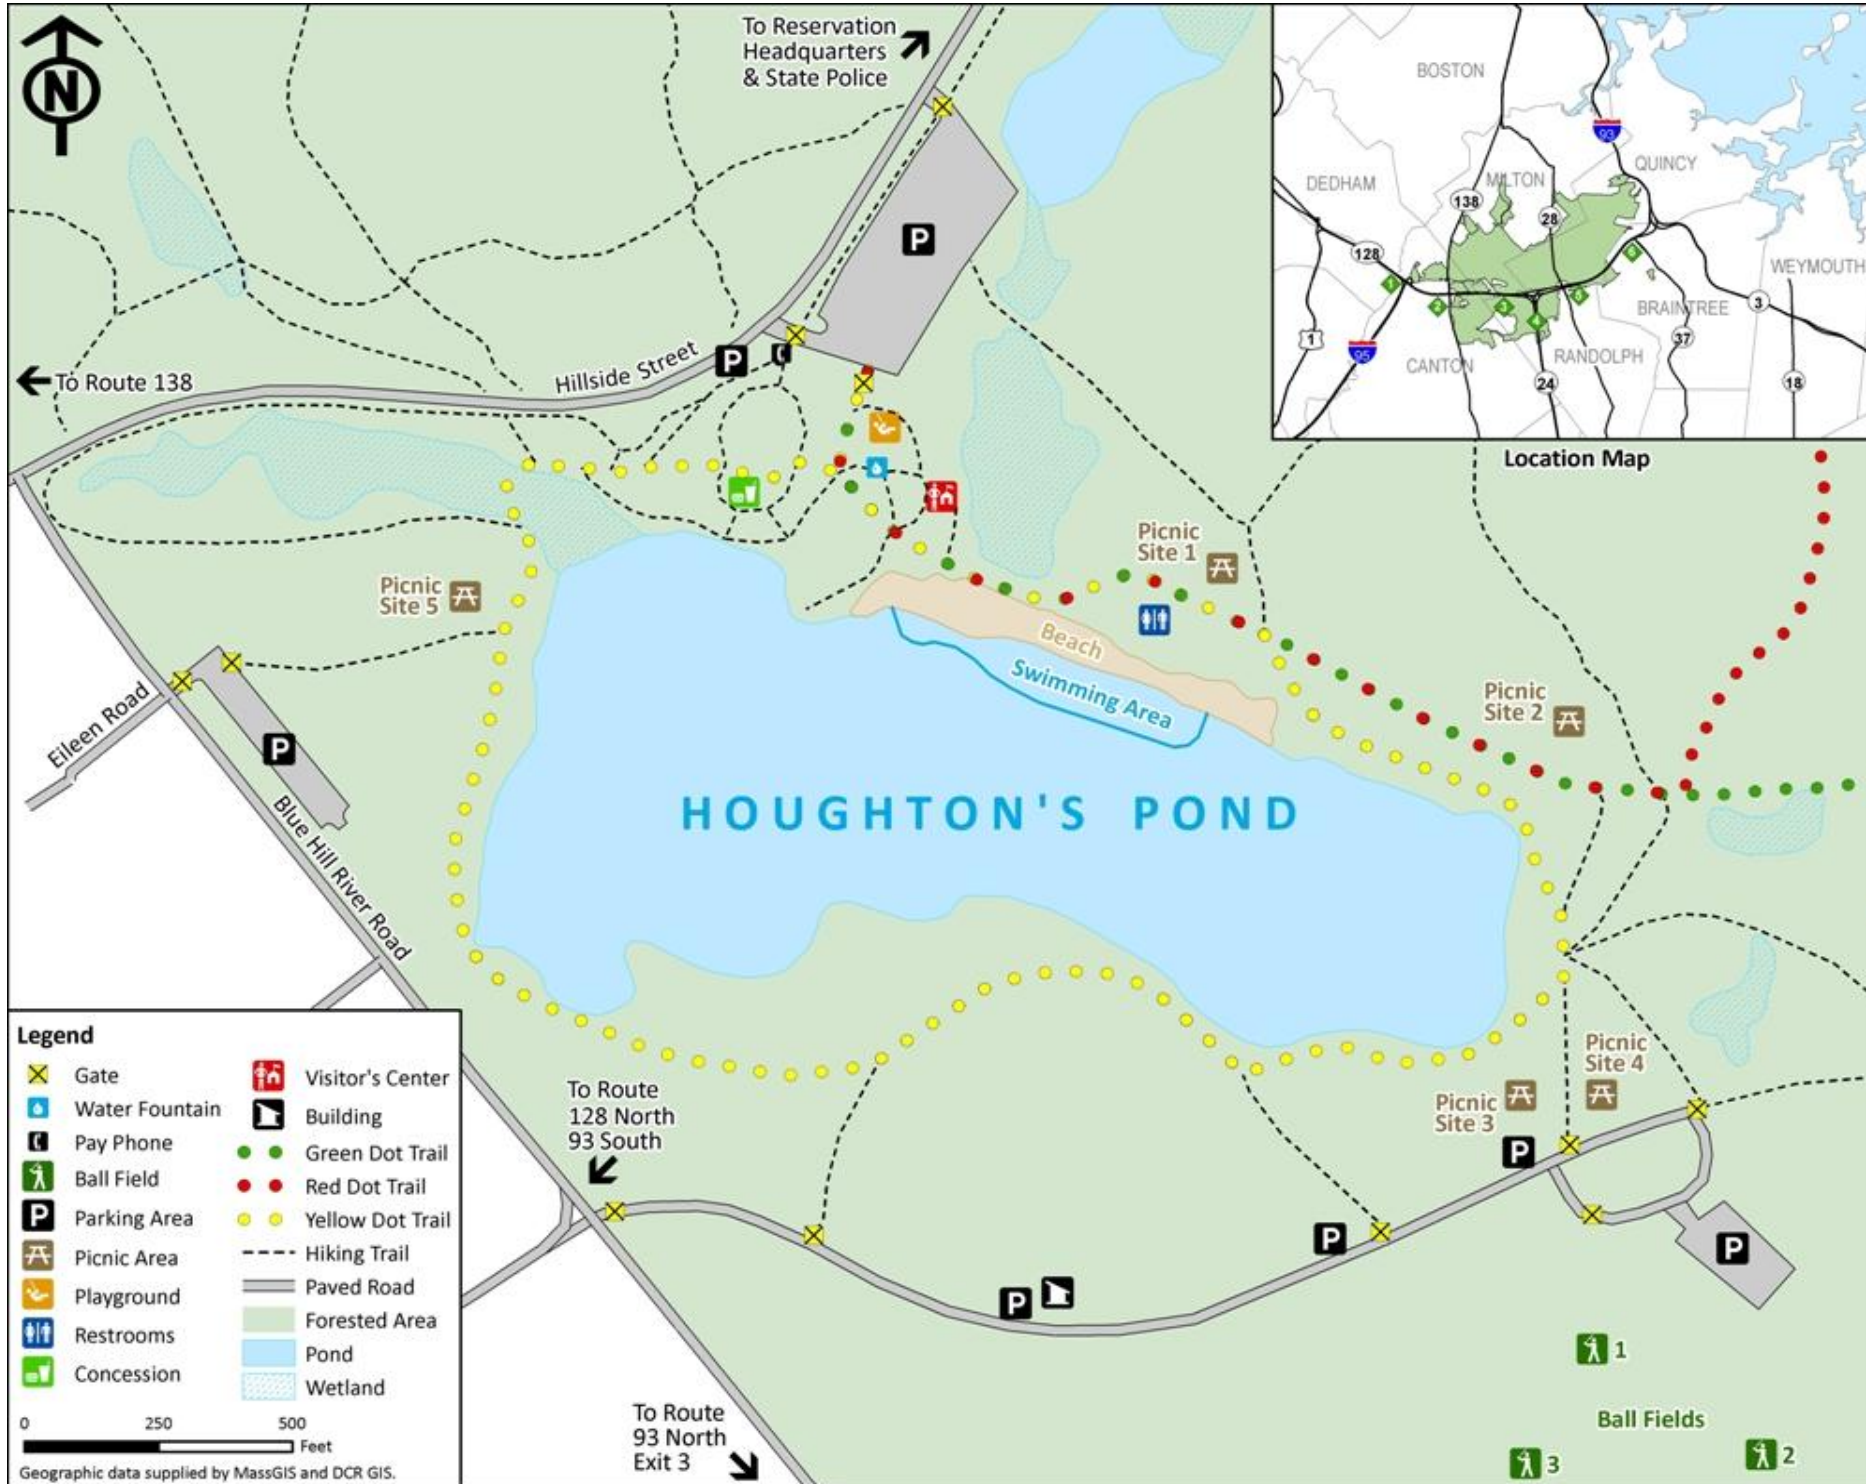 N
To Reservation
Headquarters
& State Police
BOSTON
93
QUINCY
DEDHAM
MILTON
138
28
128
WEYMOUTH
1
2
3
4
5
6
BRAINTREE
3
1
37
95
CANTON
RANDOLPH
24
18
Location Map
P
P
Hillside Street
To Route 138
Picnic
Site 1
Picnic
Site 5
Beach
Swimming Area
Picnic
Site 2
Eileen Road
P
HOUGHTON'S POND
Blue Hill River Road
Picnic
Site 4
Picnic
Site 3
P
To Route
128 North
93 South
P
P
P
1
Ball Fields
2
3
To Route
93 North
Exit 3
Legend
Gate
Water Fountain
Pay Phone
Ball Field
P Parking Area
Picnic Area
Playground
Restrooms
Concession
Visitor's Center
Building
Green Dot Trail
Red Dot Trail
Yellow Dot Trail
Hiking Trail
Paved Road
Forested Area
Pond
Wetland
0 250 500
Feet
Geographic data supplied by MassGIS and DCR GIS.